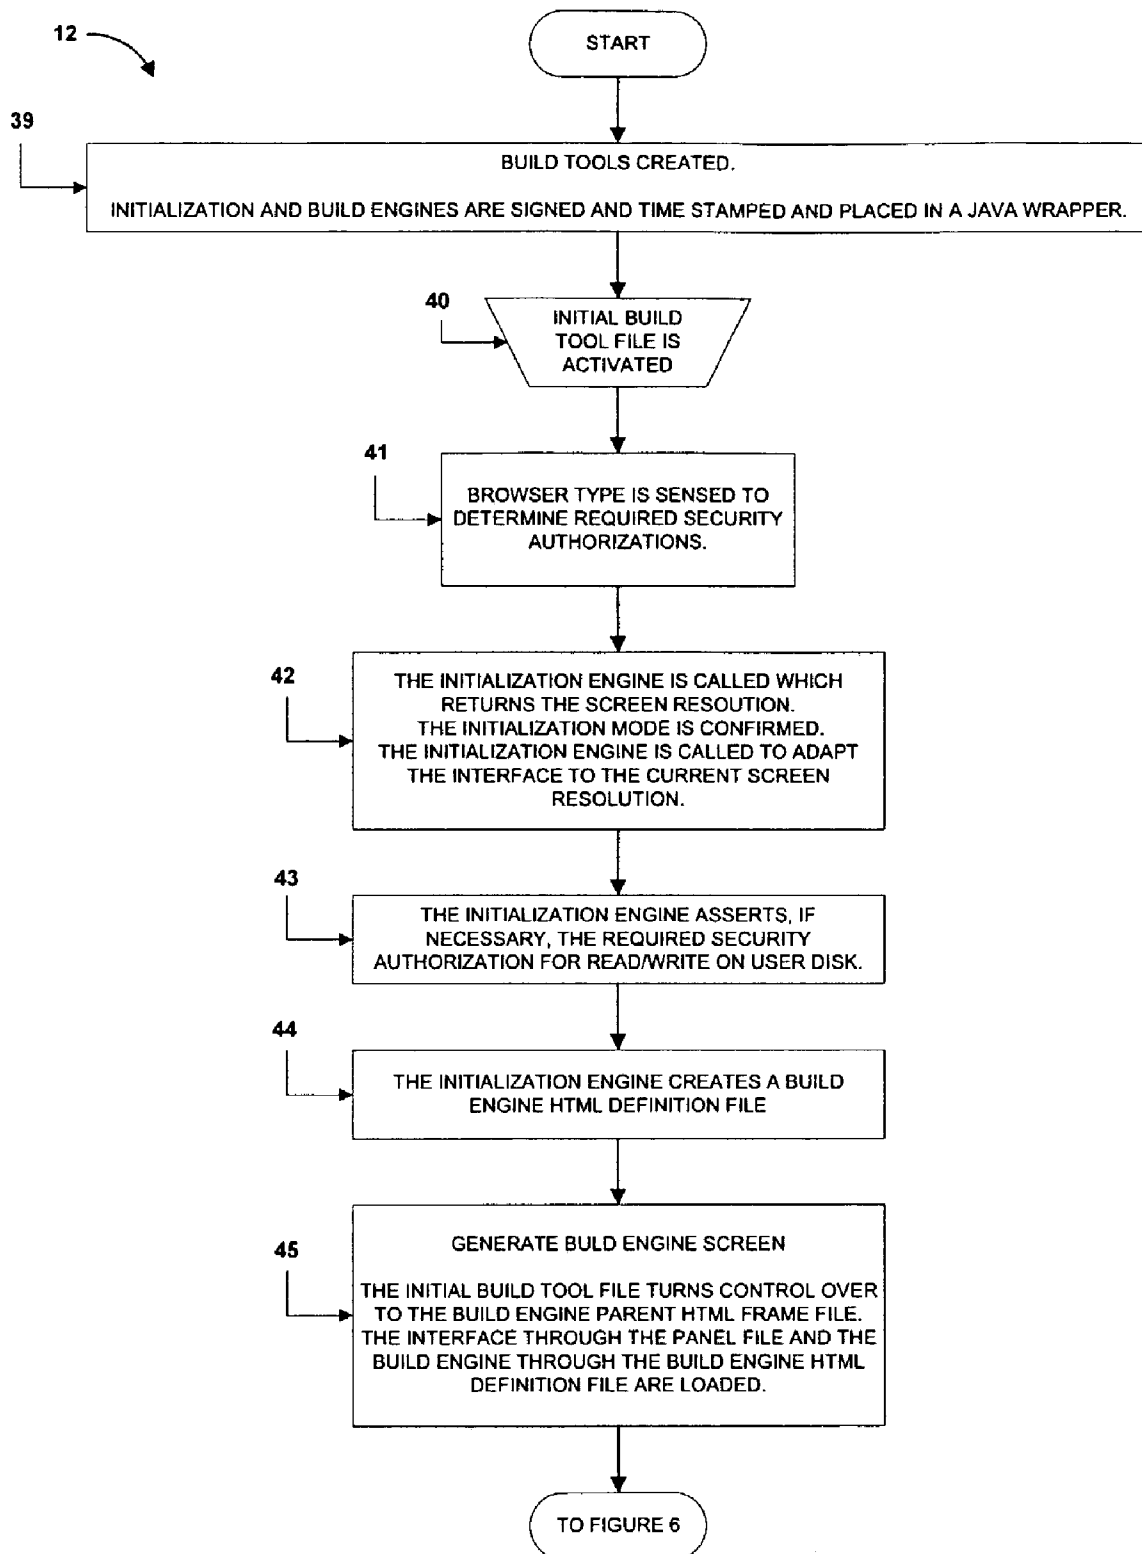 12
START
39
BUILD TOOLS CREATED.
INITIALIZATION AND BUILD ENGINES ARE SIGNED AND TIME STAMPED AND PLACED IN A JAVA WRAPPER.
40
INITIAL BUILD
TOOL FILE IS
ACTIVATED
41
BROWSER TYPE IS SENSED TO
DETERMINE REQUIRED SECURITY
AUTHORIZATIONS.
42
THE INITIALIZATION ENGINE IS CALLED WHICH
RETURNS THE SCREEN RESOUTION.
THE INITIALIZATION MODE IS CONFIRMED.
THE INITIALIZATION ENGINE IS CALLED TO ADAPT
THE INTERFACE TO THE CURRENT SCREEN
RESOLUTION.
43
THE INITIALIZATION ENGINE ASSERTS, IF
NECESSARY, THE REQUIRED SECURITY
AUTHORIZATION FOR READ/WRITE ON USER DISK.
44
THE INITIALIZATION ENGINE CREATES A BUILD
ENGINE HTML DEFINITION FILE
45
GENERATE BULD ENGINE SCREEN
THE INITIAL BUILD TOOL FILE TURNS CONTROL OVER
TO THE BUILD ENGINE PARENT HTML FRAME FILE.
THE INTERFACE THROUGH THE PANEL FILE AND THE
BUILD ENGINE THROUGH THE BUILD ENGINE HTML
DEFINITION FILE ARE LOADED.
TO FIGURE 6